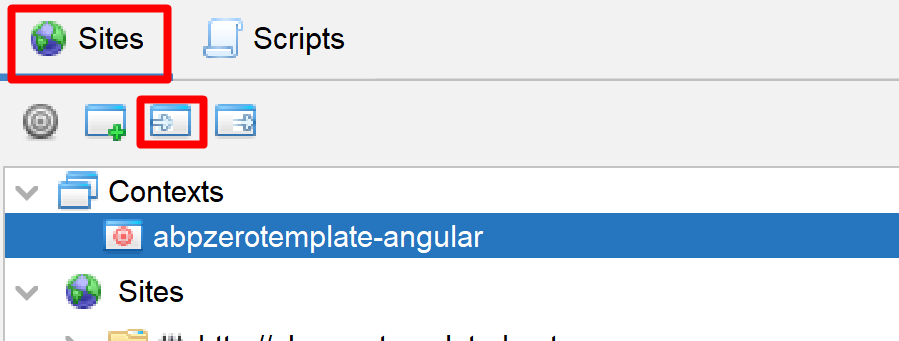 Sites
Scripts
Contexts
abpzerotemplate-angular
Sites